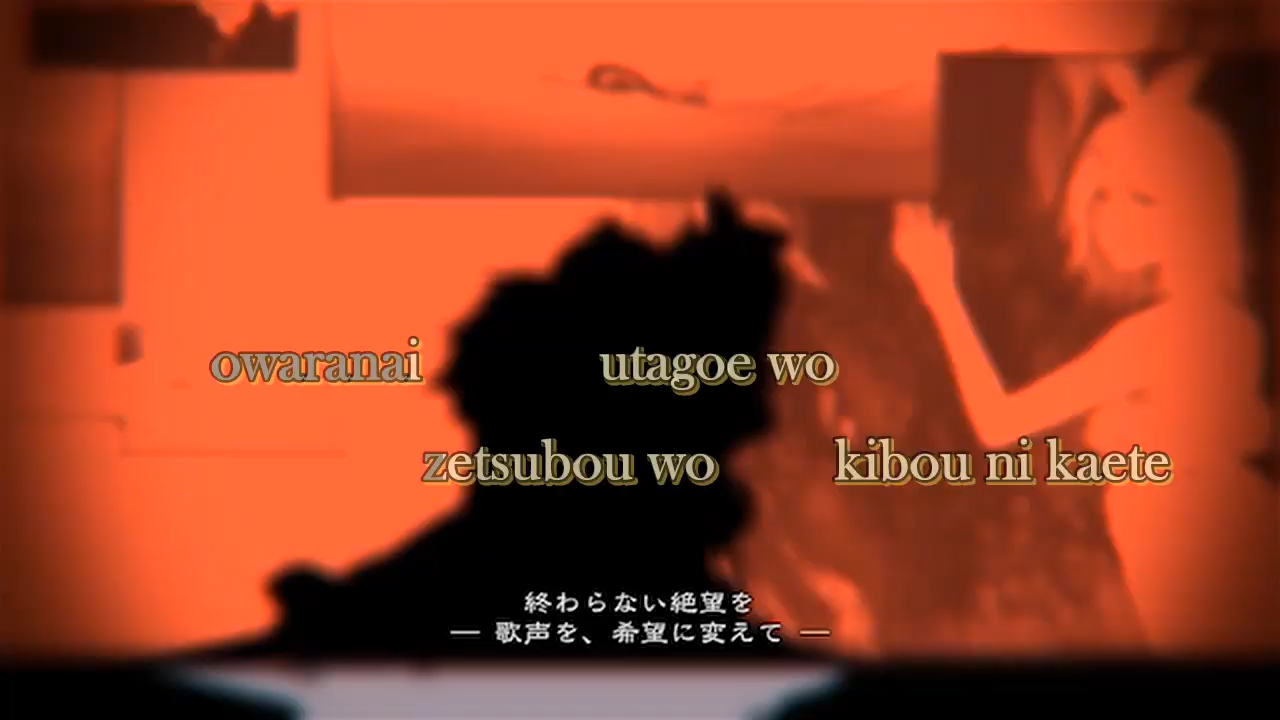 owaranai utagoe wo
zetsubou wo kibou ni kaete
終わらない絶望を
— 歌声を、希望に変えて —